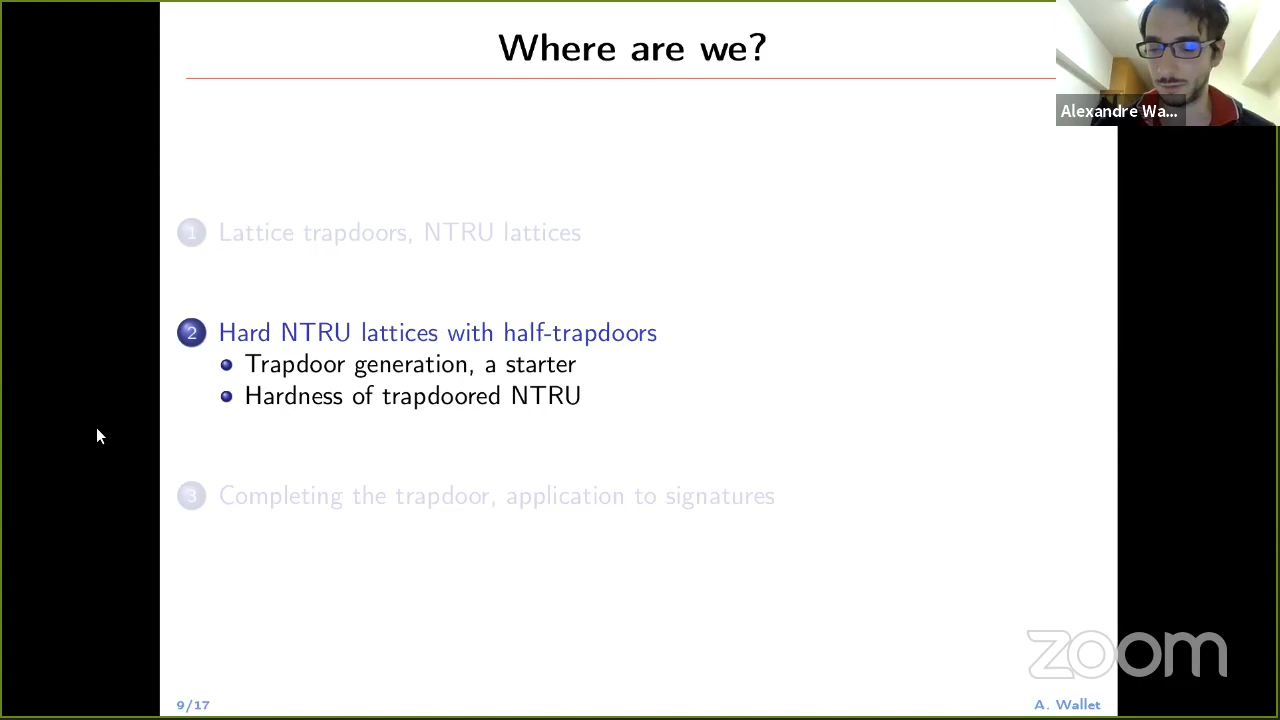 Where are we?
Alexandre Wa...
1 Lattice trapdoors, NTRU lattices
2 Hard NTRU lattices with half-trapdoors
Trapdoor generation, a starter
Hardness of trapdoored NTRU
3 Completing the trapdoor, application to signatures
zoom
9/17
A. Wallet